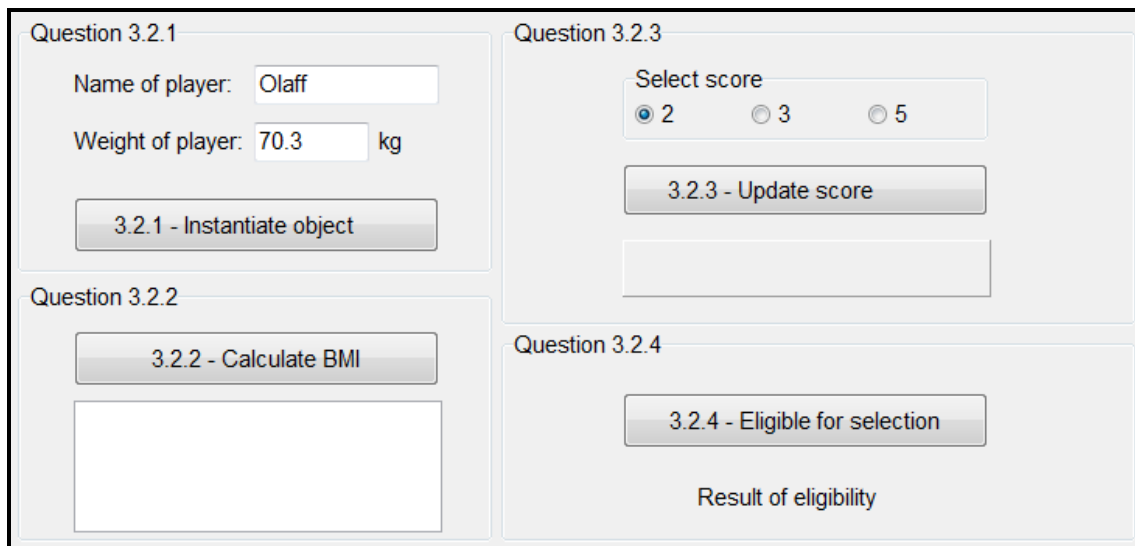 Question 3.2.1
Name of player: Olaff
Weight of player: 70.3 kg
3.2.1 - Instantiate object
Question 3.2.2
3.2.2 - Calculate BMI
Question 3.2.3
Select score
2 3 5
3.2.3 - Update score
Question 3.2.4
3.2.4 - Eligible for selection
Result of eligibility